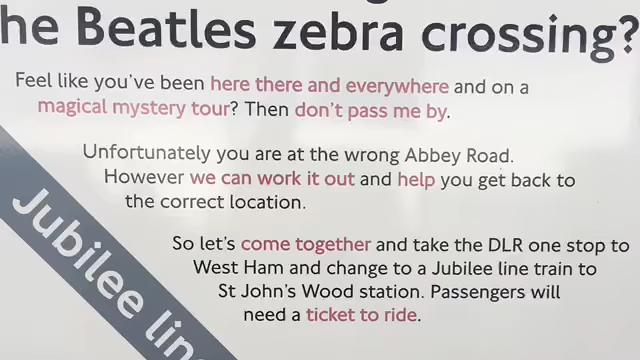 he Beatles zebra crossing?
Feel like you've been here there and everywhere and on a
magical mystery tour? Then don't pass me by.
Unfortunately you are at the wrong Abbey Road.
However we can work it out and help you get back to
the correct location.
So let's come together and take the DLR one stop to
West Ham and change to a Jubilee line train to
St John's Wood station. Passengers will
need a ticket to ride.
Jubilee lin